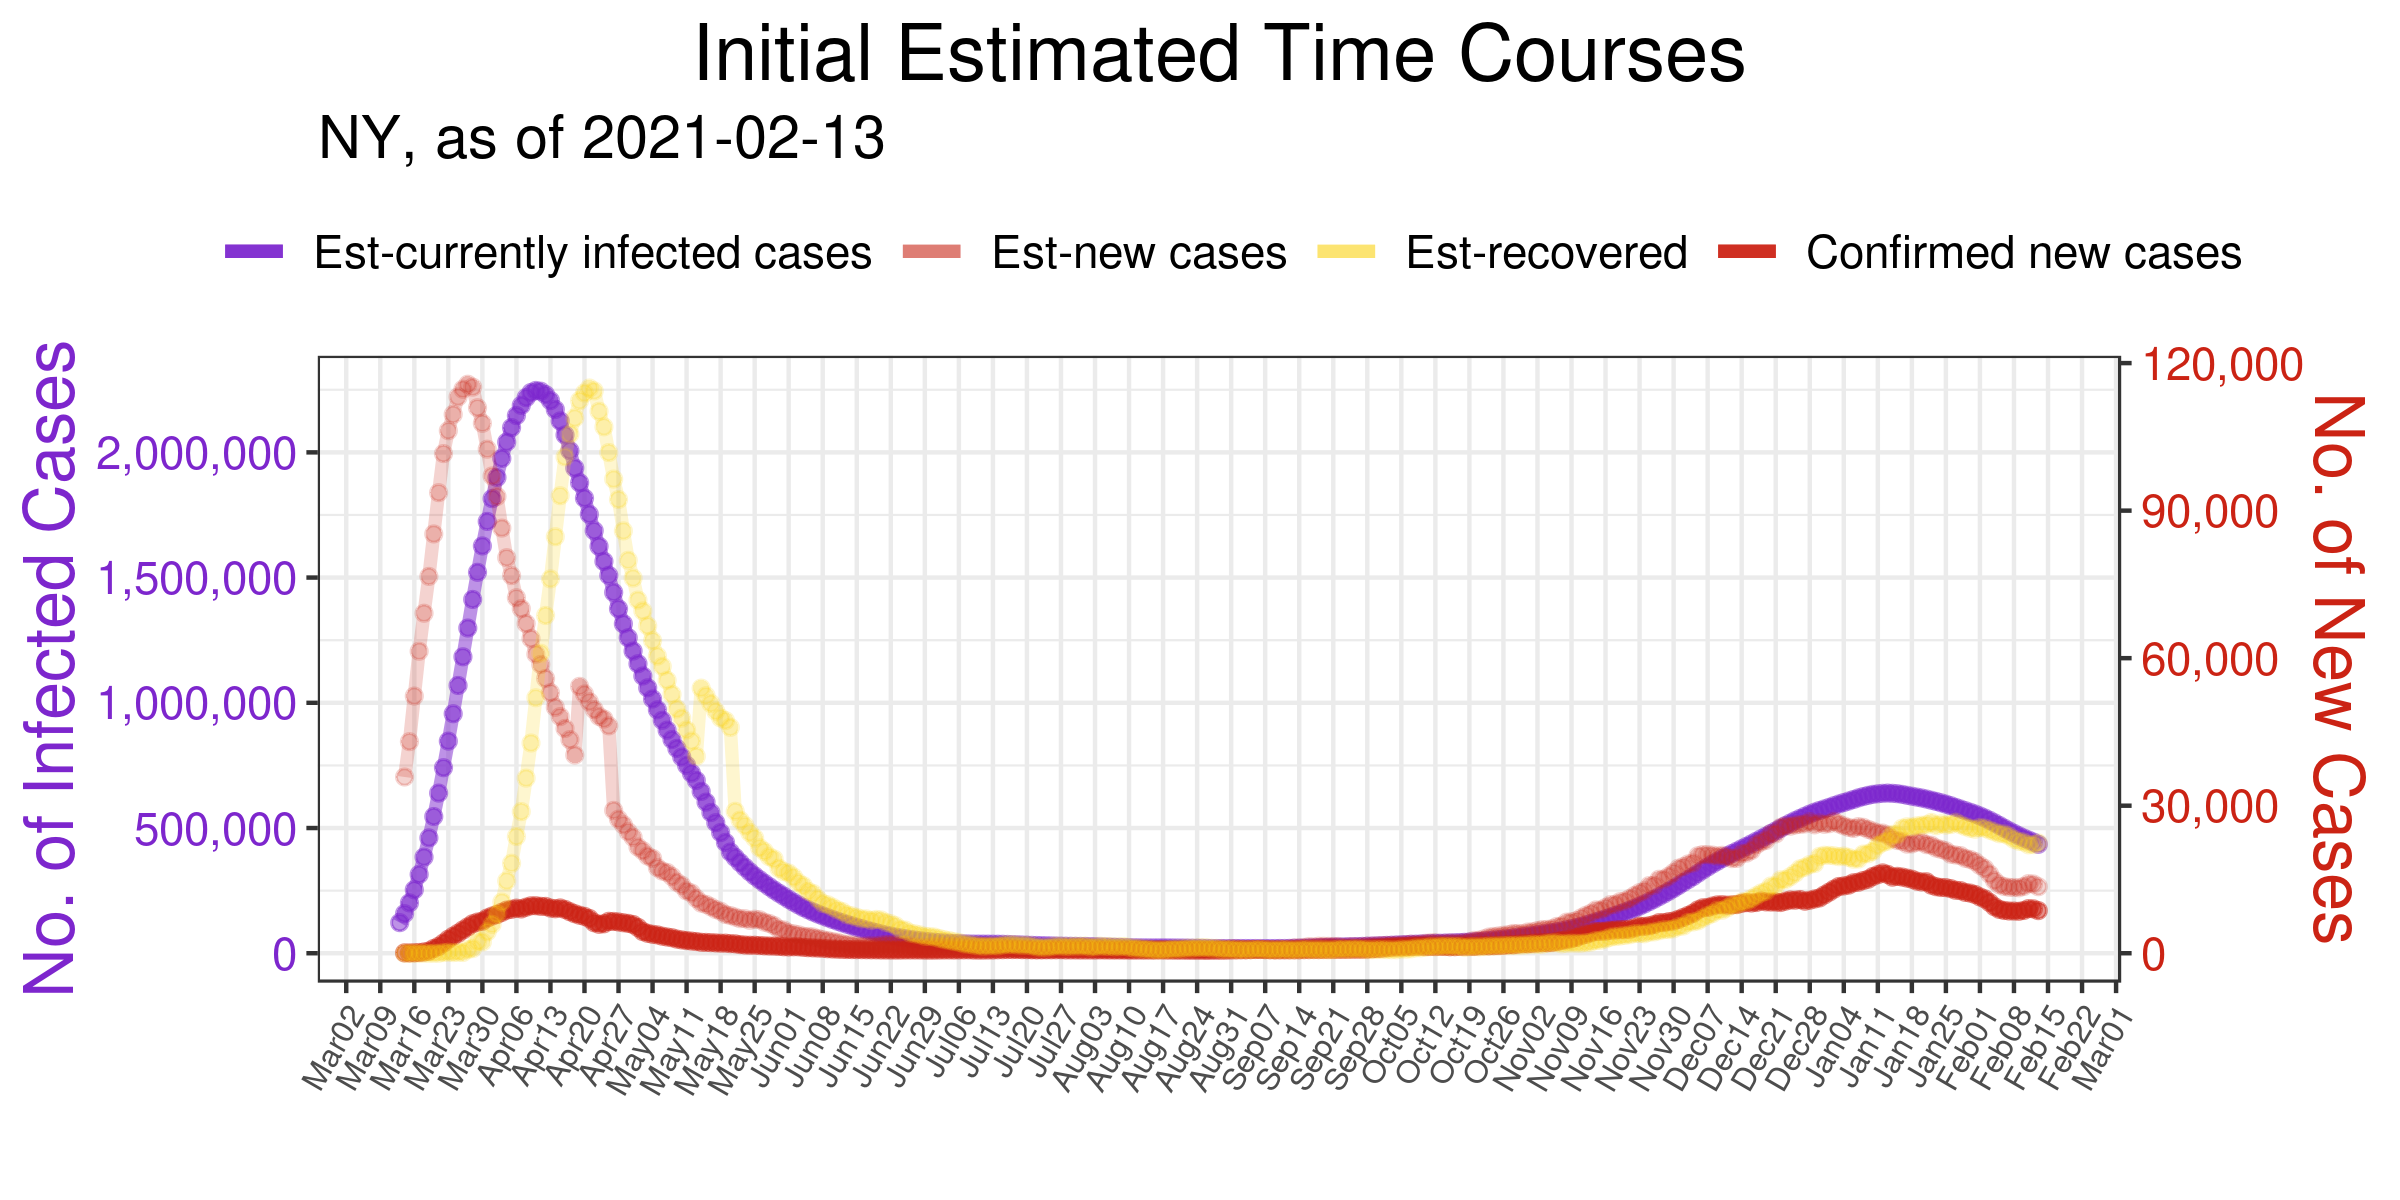 Initial Estimated Time Courses
NY, as of 2021-02-13
Est-currently infected cases Est-new cases Est-recovered Confirmed new cases
No. of Infected Cases
2,000,000
1,500,000
1,000,000
500,000
0
120,000
90,000
60,000
30,000
0
No. of New Cases
Mar02 Mar09 Mar16 Mar23 Mar30 Apr06 Apr13 Apr20 Apr27 May04 May11 May18 May25 Jun01 Jun08 Jun15 Jun22 Jun29 Jul06 Jul13 Jul20 Jul27 Aug03 Aug10 Aug17 Aug24 Aug31 Sep07 Sep14 Sep21 Sep28 Oct05 Oct12 Oct19 Oct26 Nov02 Nov09 Nov16 Nov23 Nov30 Dec07 Dec14 Dec21 Dec28 Jan04 Jan11 Jan18 Jan25 Feb01 Feb08 Feb15 Feb22 Mar01